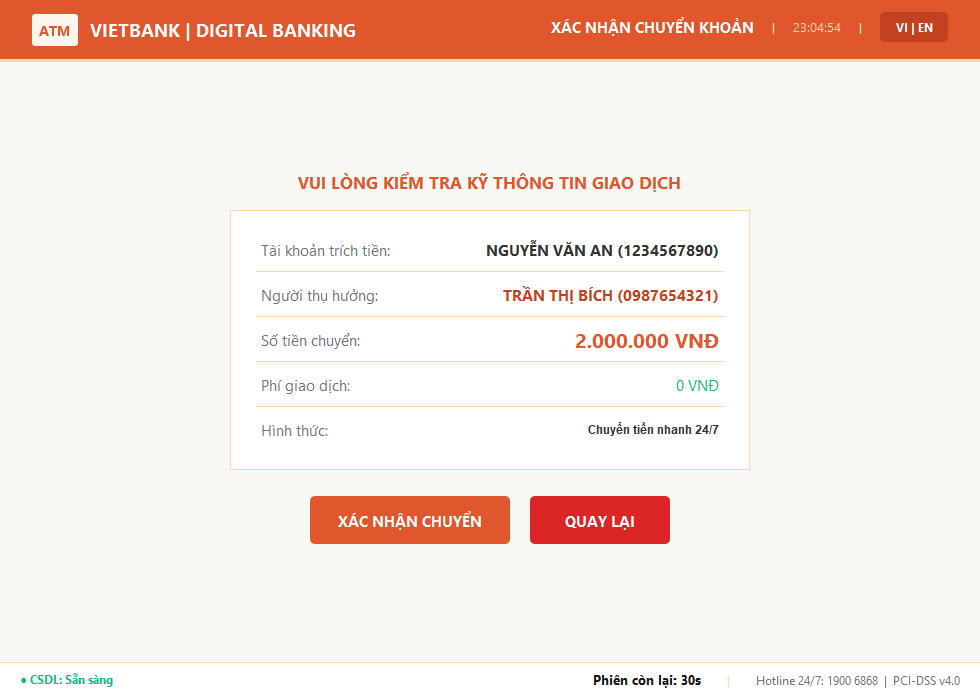 ATM VIETBANK | DIGITAL BANKING XÁC NHẬN CHUYỂN KHOẢN | 23:04:54 | VI | EN
VUI LÒNG KIỂM TRA KỸ THÔNG TIN GIAO DỊCH
Tài khoản trích tiền: NGUYỄN VĂN AN (1234567890)
Người thụ hưởng: TRẦN THỊ BÍCH (0987654321)
Số tiền chuyển: 2.000.000 VNĐ
Phí giao dịch: 0 VNĐ
Hình thức: Chuyển tiền nhanh 24/7
XÁC NHẬN CHUYỂN QUAY LẠI
● CSDL: Sẵn sàng Phiên còn lại: 30s | Hotline 24/7: 1900 6868 | PCI-DSS v4.0